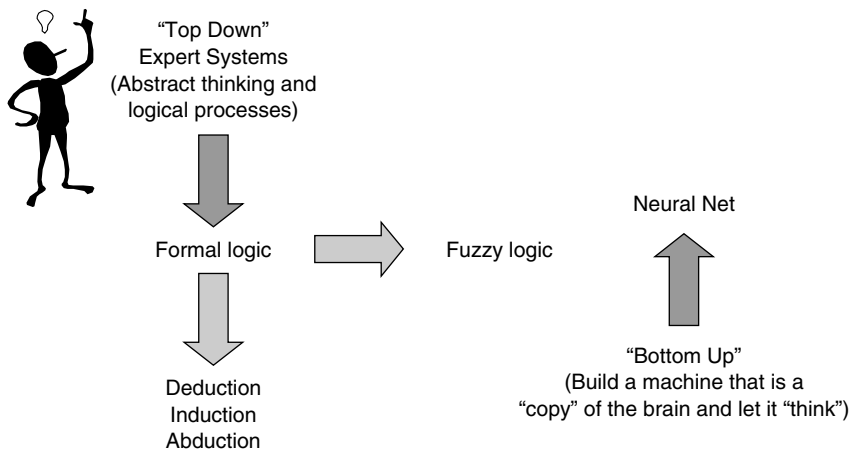 “Top Down”
Expert Systems
(Abstract thinking and
logical processes)
Formal logic
Fuzzy logic
Neural Net
Deduction
Induction
Abduction
“Bottom Up”
(Build a machine that is a
“copy” of the brain and let it “think”)